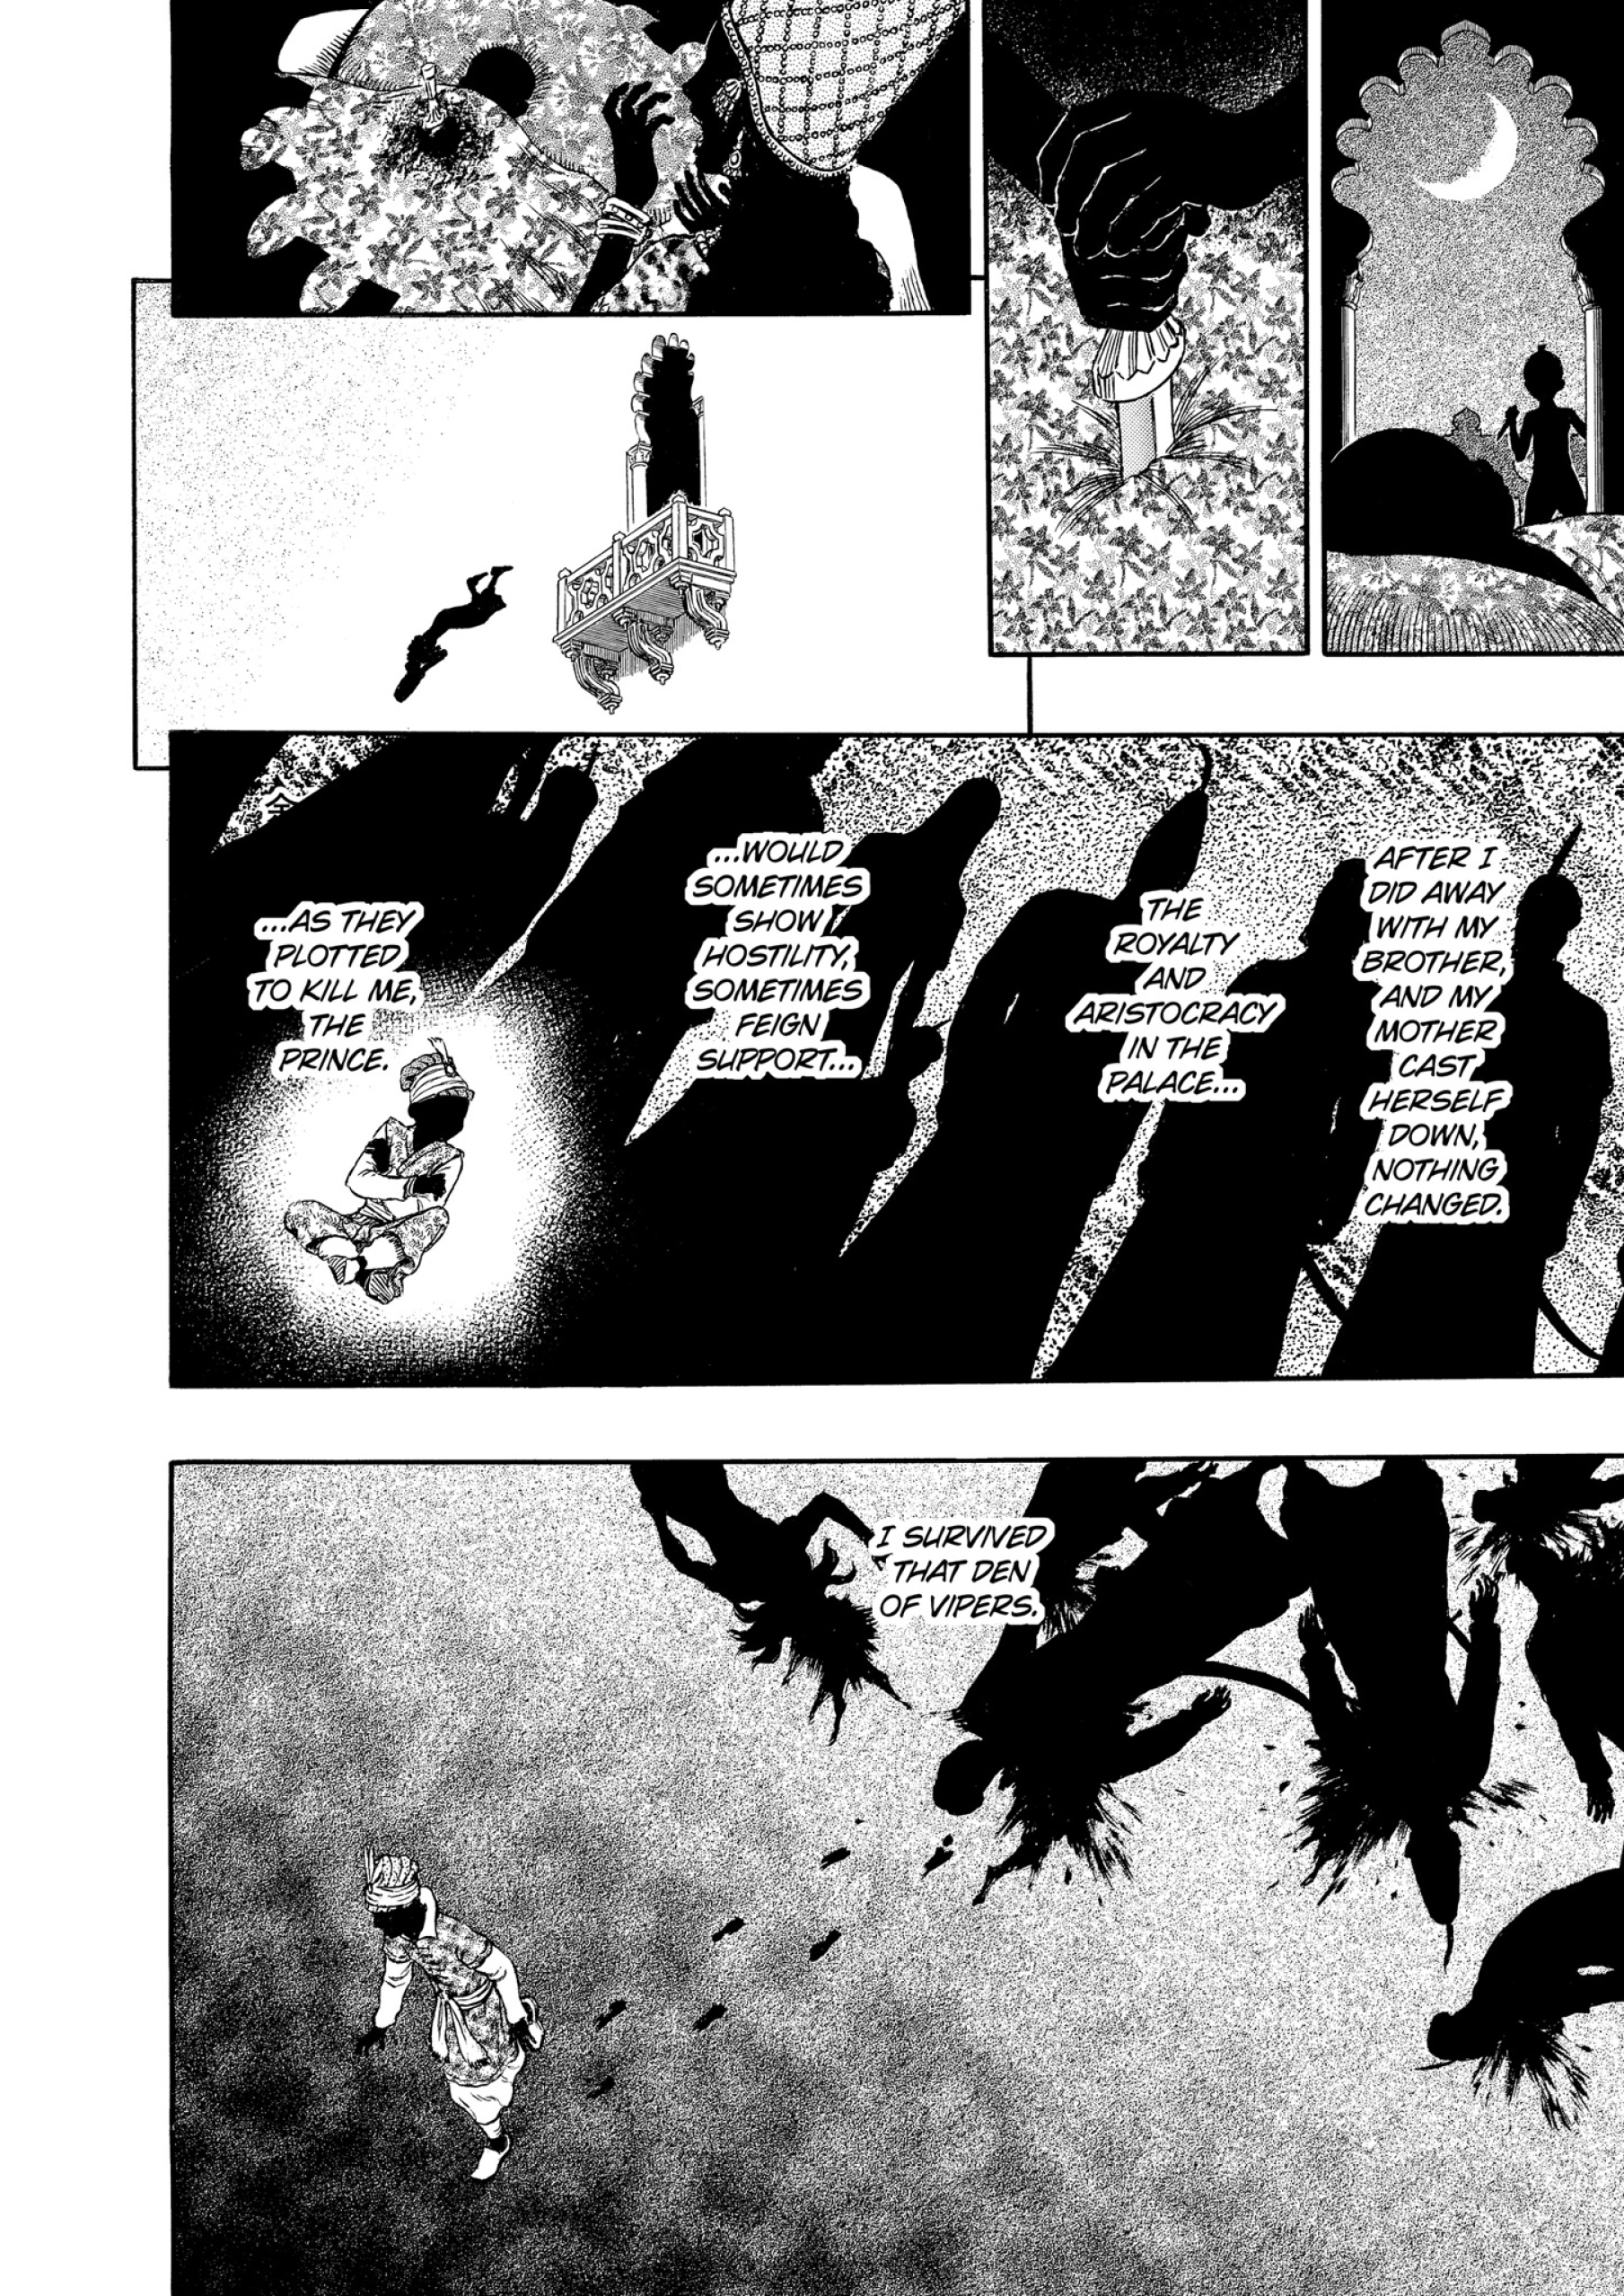 AFTER I
DID AWAY
WITH MY
BROTHER,
AND MY
MOTHER
CAST
HERSELF
DOWN,
NOTHING
CHANGED.
THE
ROYALTY
AND
ARISTOCRACY
IN THE
PALACE...
...WOULD
SOMETIMES
SHOW
HOSTILITY,
SOMETIMES
FEIGN
SUPPORT...
...AS THEY
PLOTTED
TO KILL ME,
THE
PRINCE.
I SURVIVED
THAT DEN
OF VIPERS.